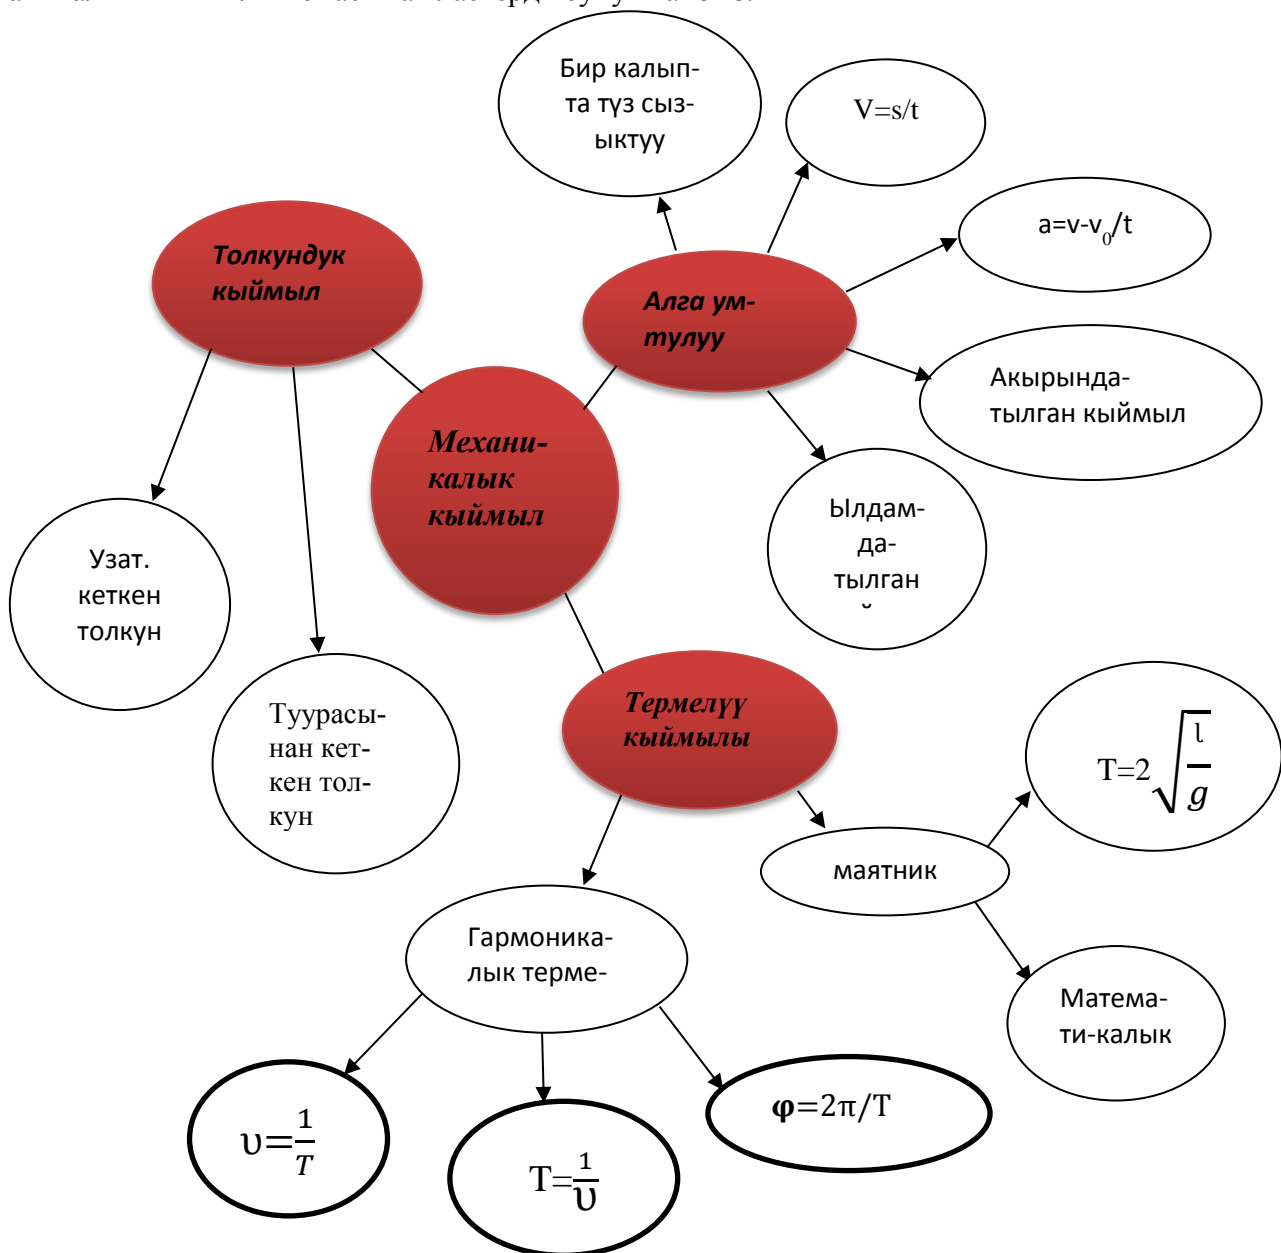 Бир калып-
та түз сыз-
ыктуу
V=s/t
a=v-v₀/t
Толкундук
кыймыл
Алга ум-
тулуу
Акырында-
тылган кыймыл
Механи-
калык
кыймыл
Ылдам-
да-
тылган
Узат.
кеткен
толкун
Туурасы-
нан кет-
кен тол-
кун
Термелүү
кыймылы
T=2√(l/g)
маятник
Гармоника-
лык терме-
Матема-
ти-калык
υ=1/T
T=1/υ
φ=2π/T